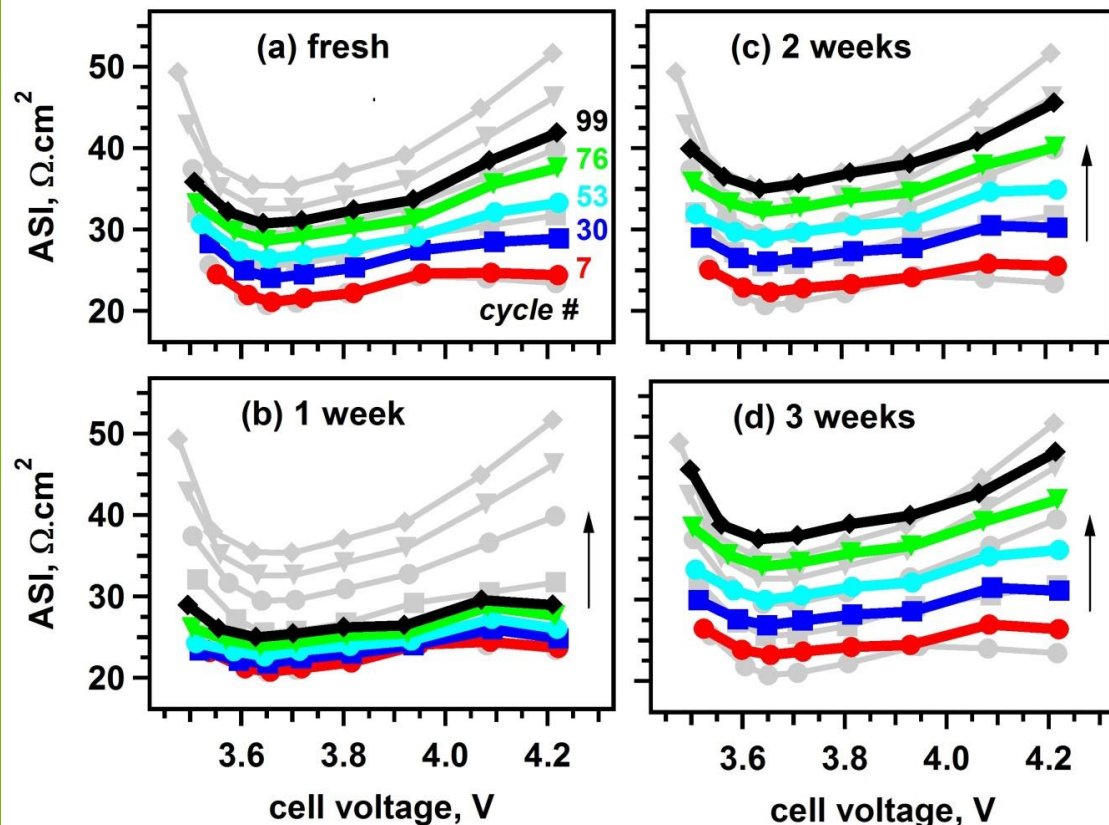 (a) fresh
50
40
30
20
ASI, Ω.cm2
99
76
53
30
7
cycle #
(c) 2 weeks
(b) 1 week
50
40
30
20
ASI, Ω.cm2
3.6 3.8 4.0 4.2
cell voltage, V
(d) 3 weeks
3.6 3.8 4.0 4.2
cell voltage, V